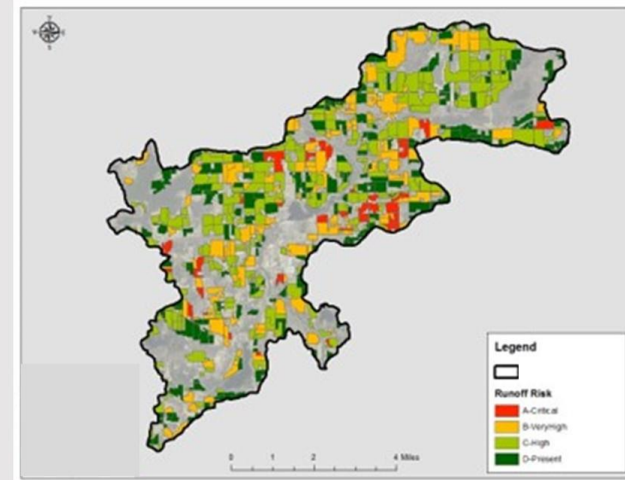 N
W E
S
Legend
Runoff Risk
A-Critical
B-VeryHigh
C-High
D-Present
0 1 2 4 Miles